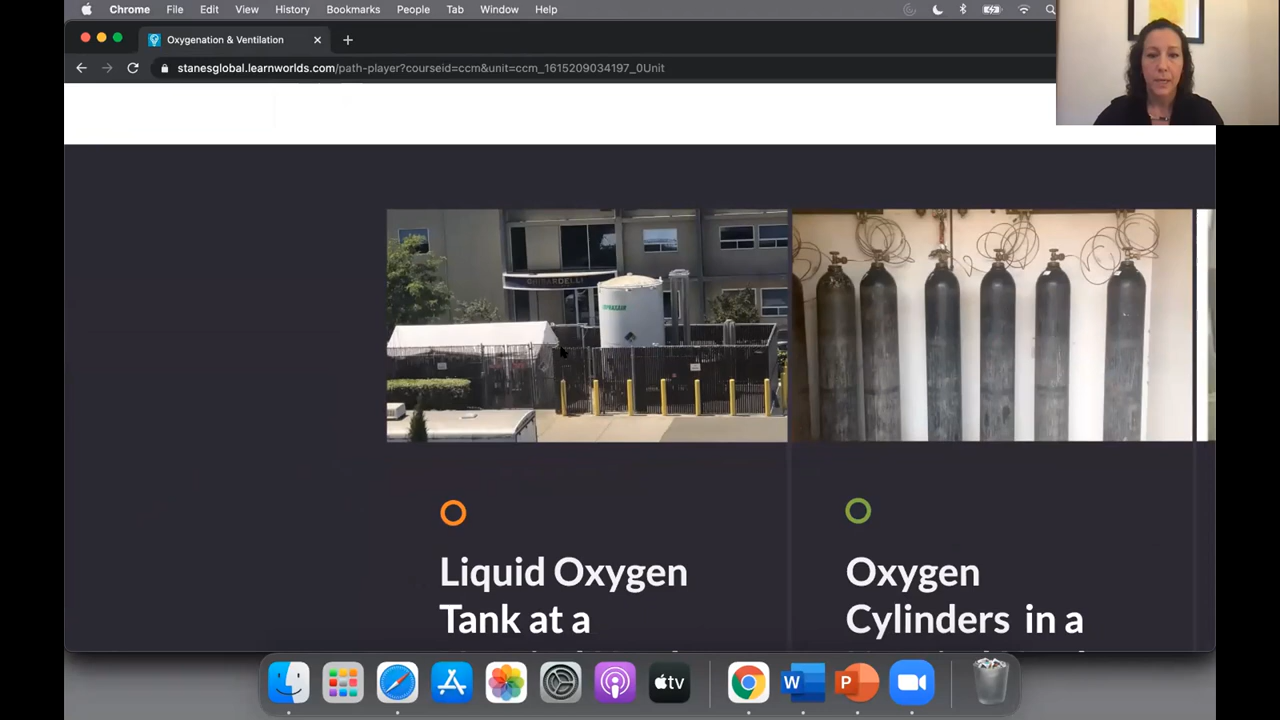 Chrome File Edit View History Bookmarks People Tab Window Help
Oxygenation & Ventilation
stanesglobal.learnworlds.com/path-player?courseid=ccm&unit=ccm_1615209034197_0Unit
Liquid Oxygen
Tank at a
Oxygen
Cylinders in a
tv
W
P